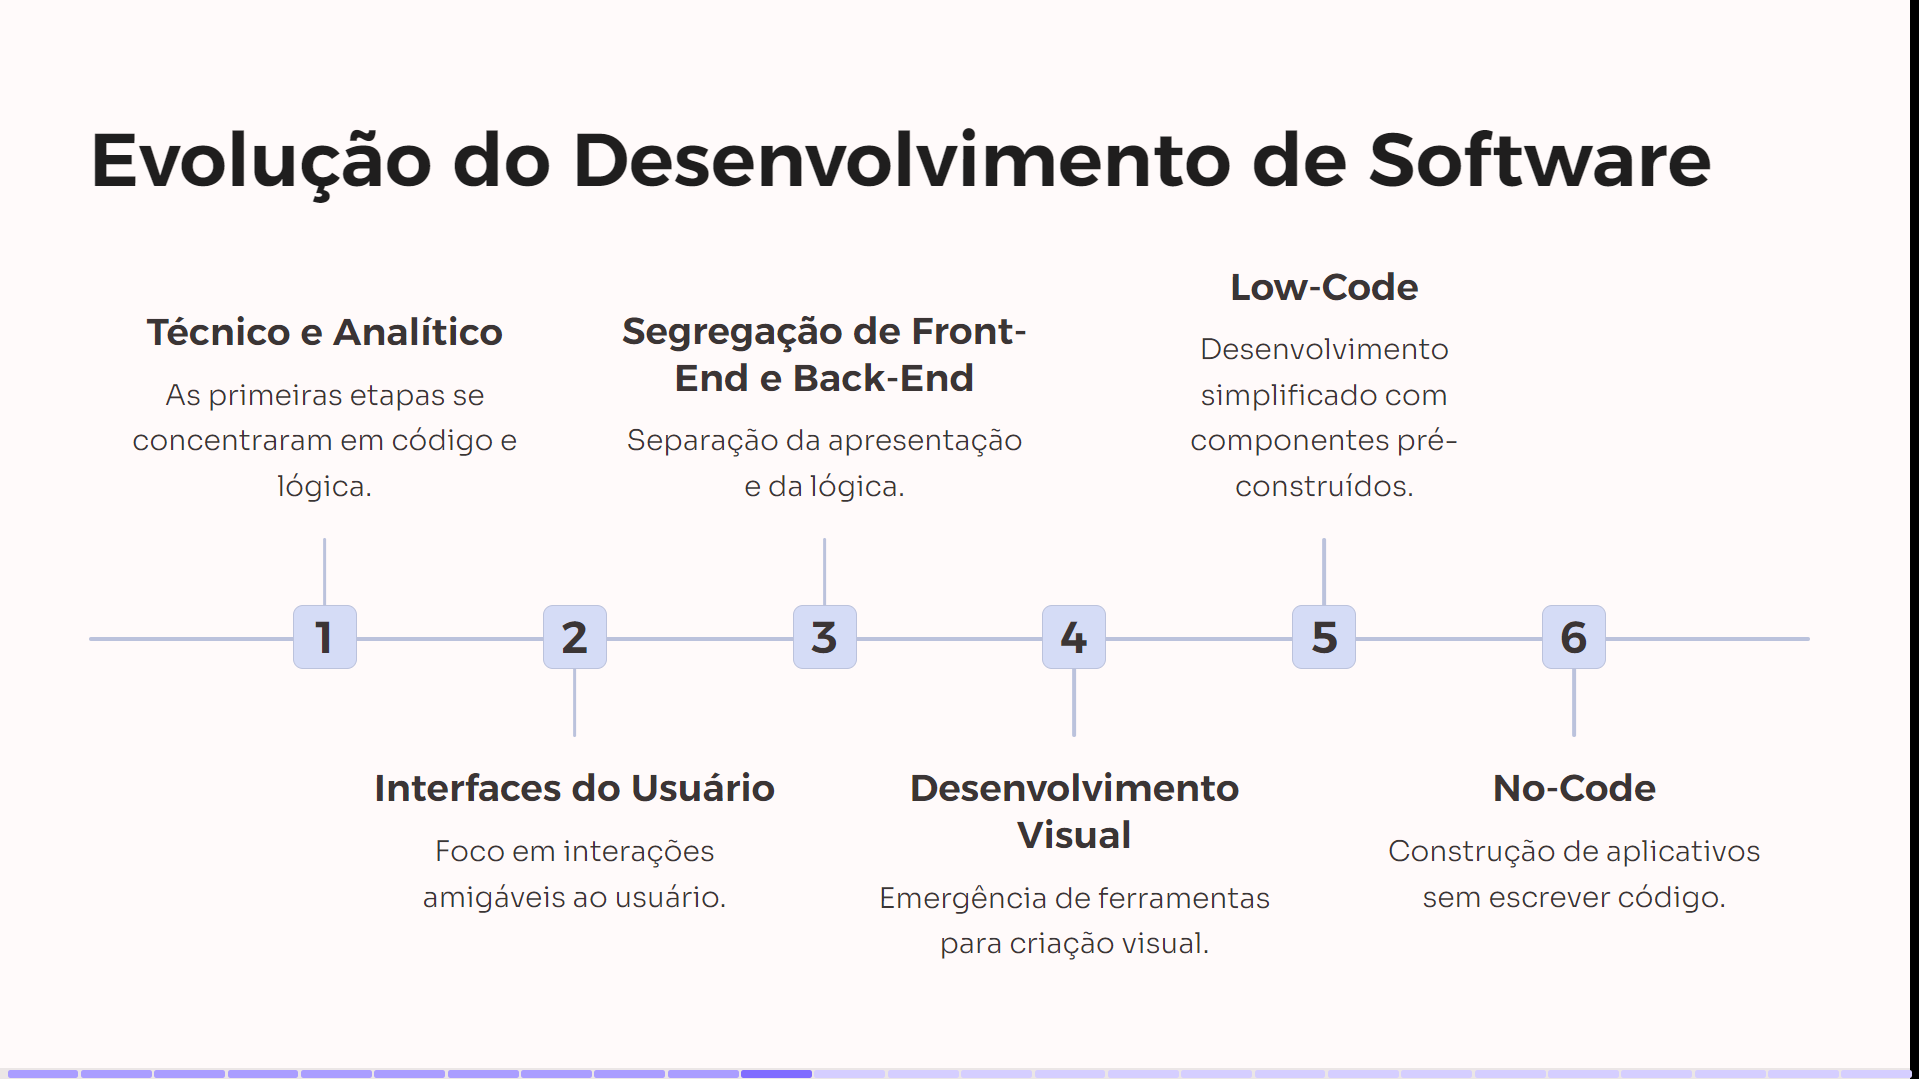 Evolução do Desenvolvimento de Software
Técnico e Analítico
As primeiras etapas se
concentraram em código e
lógica.
Segregação de Front-
End e Back-End
Separação da apresentação
e da lógica.
Low-Code
Desenvolvimento
simplificado com
componentes pré-
construídos.
1
2
3
4
5
6
Interfaces do Usuário
Foco em interações
amigáveis ao usuário.
Desenvolvimento
Visual
Emergência de ferramentas
para criação visual.
No-Code
Construção de aplicativos
sem escrever código.